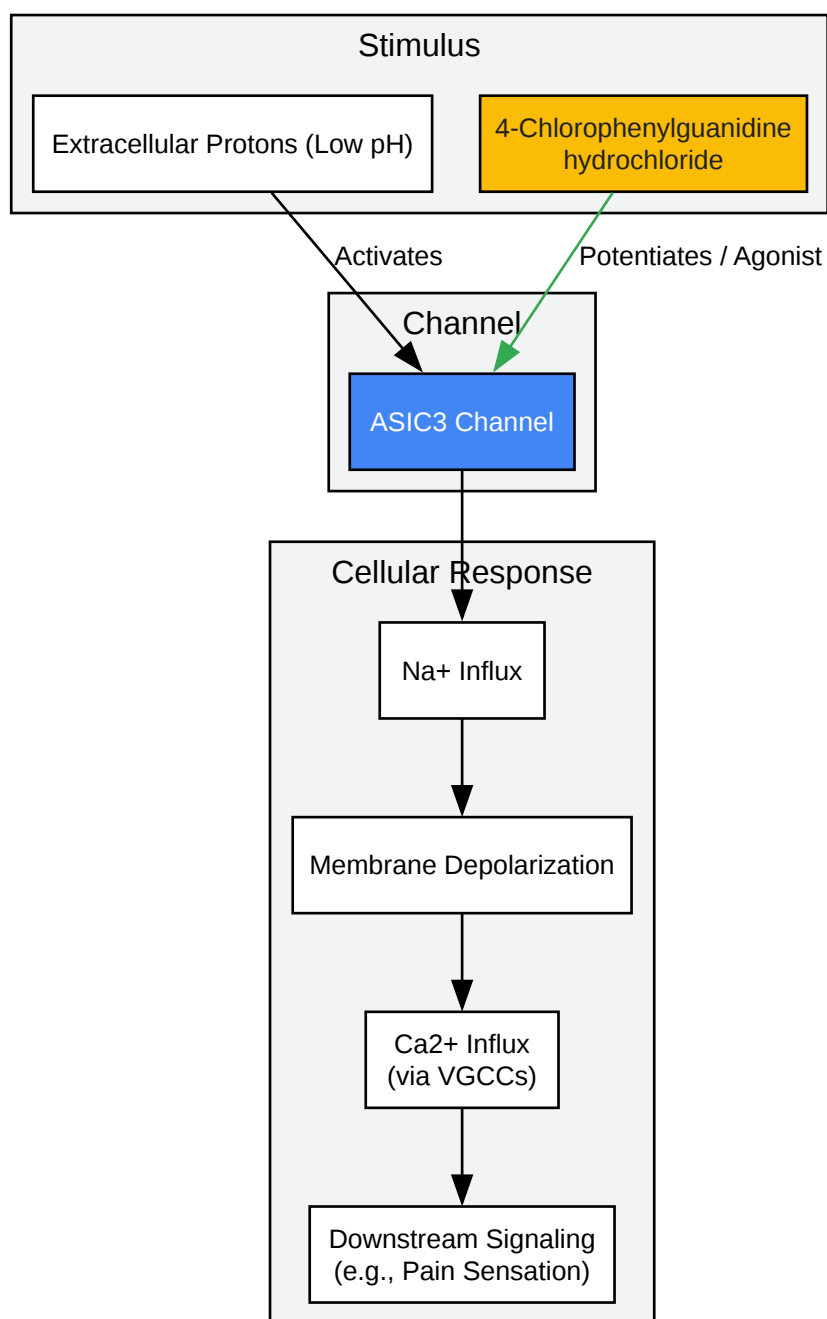 Stimulus
Extracellular Protons (Low pH)
4-Chlorophenylguanidine
hydrochloride
Activates
Potentiates / Agonist
Channel
ASIC3 Channel
Cellular Response
Na+ Influx
Membrane Depolarization
Ca2+ Influx
(via VGCCs)
Downstream Signaling
(e.g., Pain Sensation)